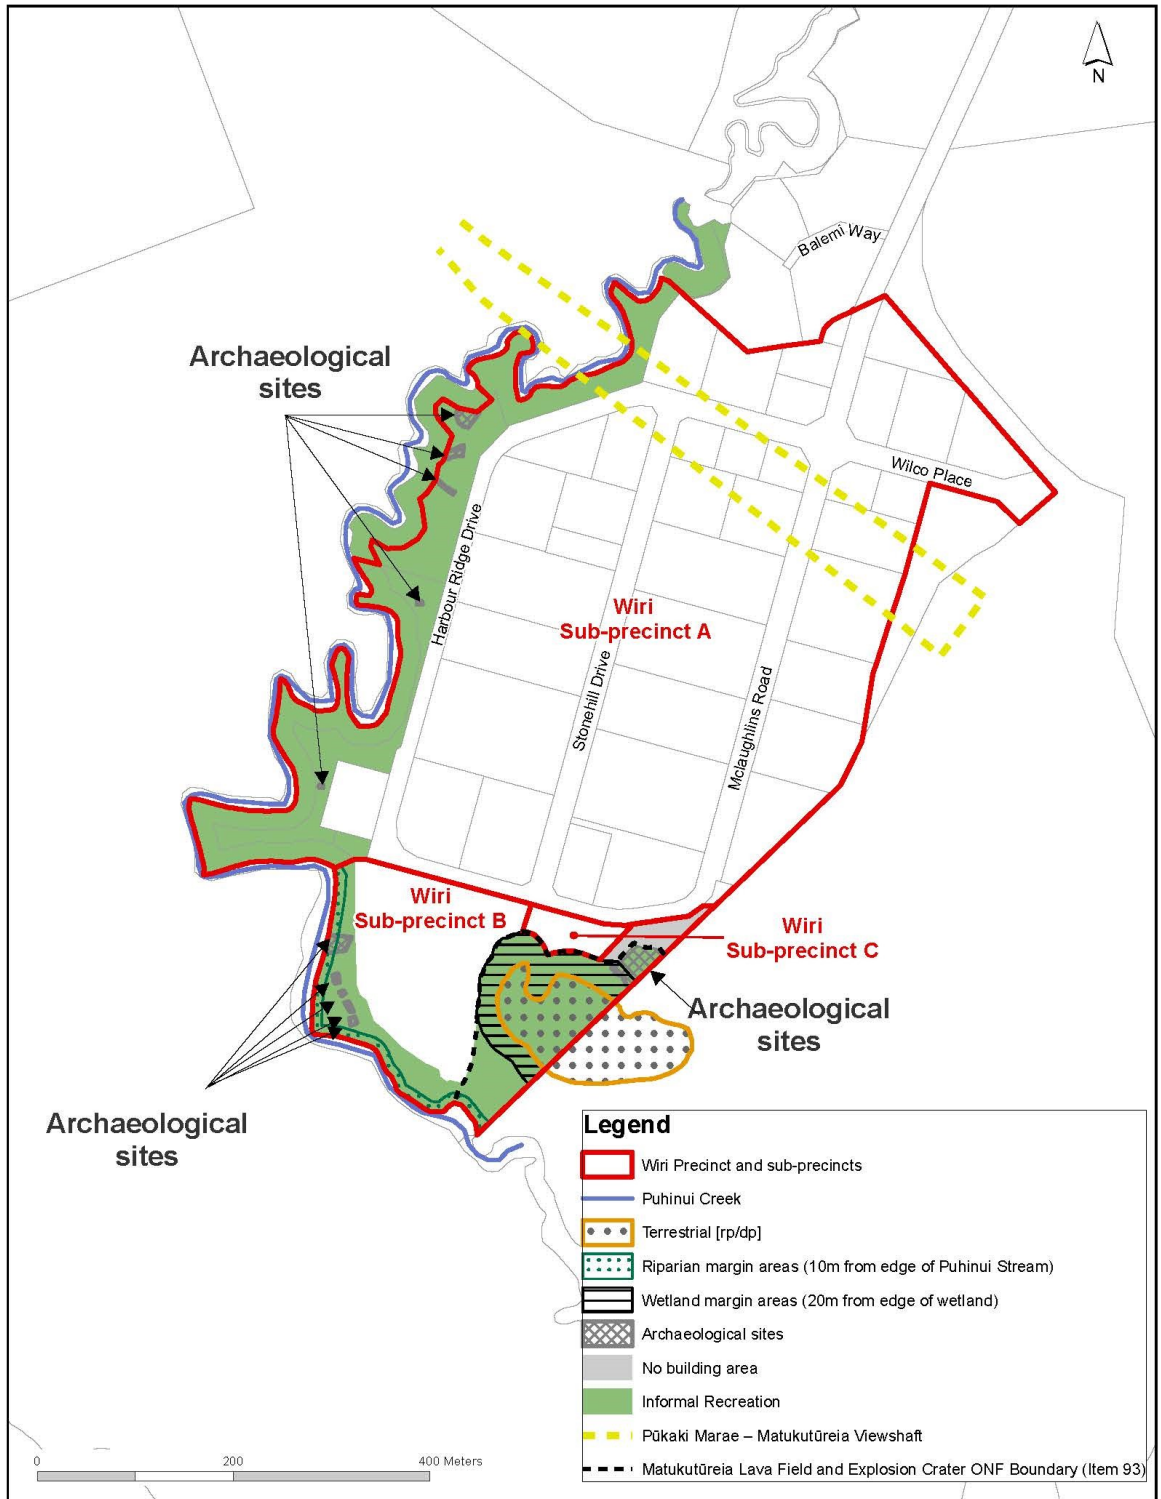 N
Balemi Way
Archaeological
sites
Wilco Place
Harbour Ridge Drive
Wiri
Sub-precinct A
Stonehill Drive
Mclaughlins Road
Wiri
Sub-precinct B
Wiri
Sub-precinct C
Archaeological
sites
Archaeological
sites
Legend
Wiri Precinct and sub-precincts
Puhinui Creek
Terrestrial [rp/dp]
Riparian margin areas (10m from edge of Puhinui Stream)
Wetland margin areas (20m from edge of wetland)
Archaeological sites
No building area
Informal Recreation
Pūkaki Marae – Matukutūreia Viewshaft
Matukutūreia Lava Field and Explosion Crater ONF Boundary (Item 93)
0 200 400 Meters